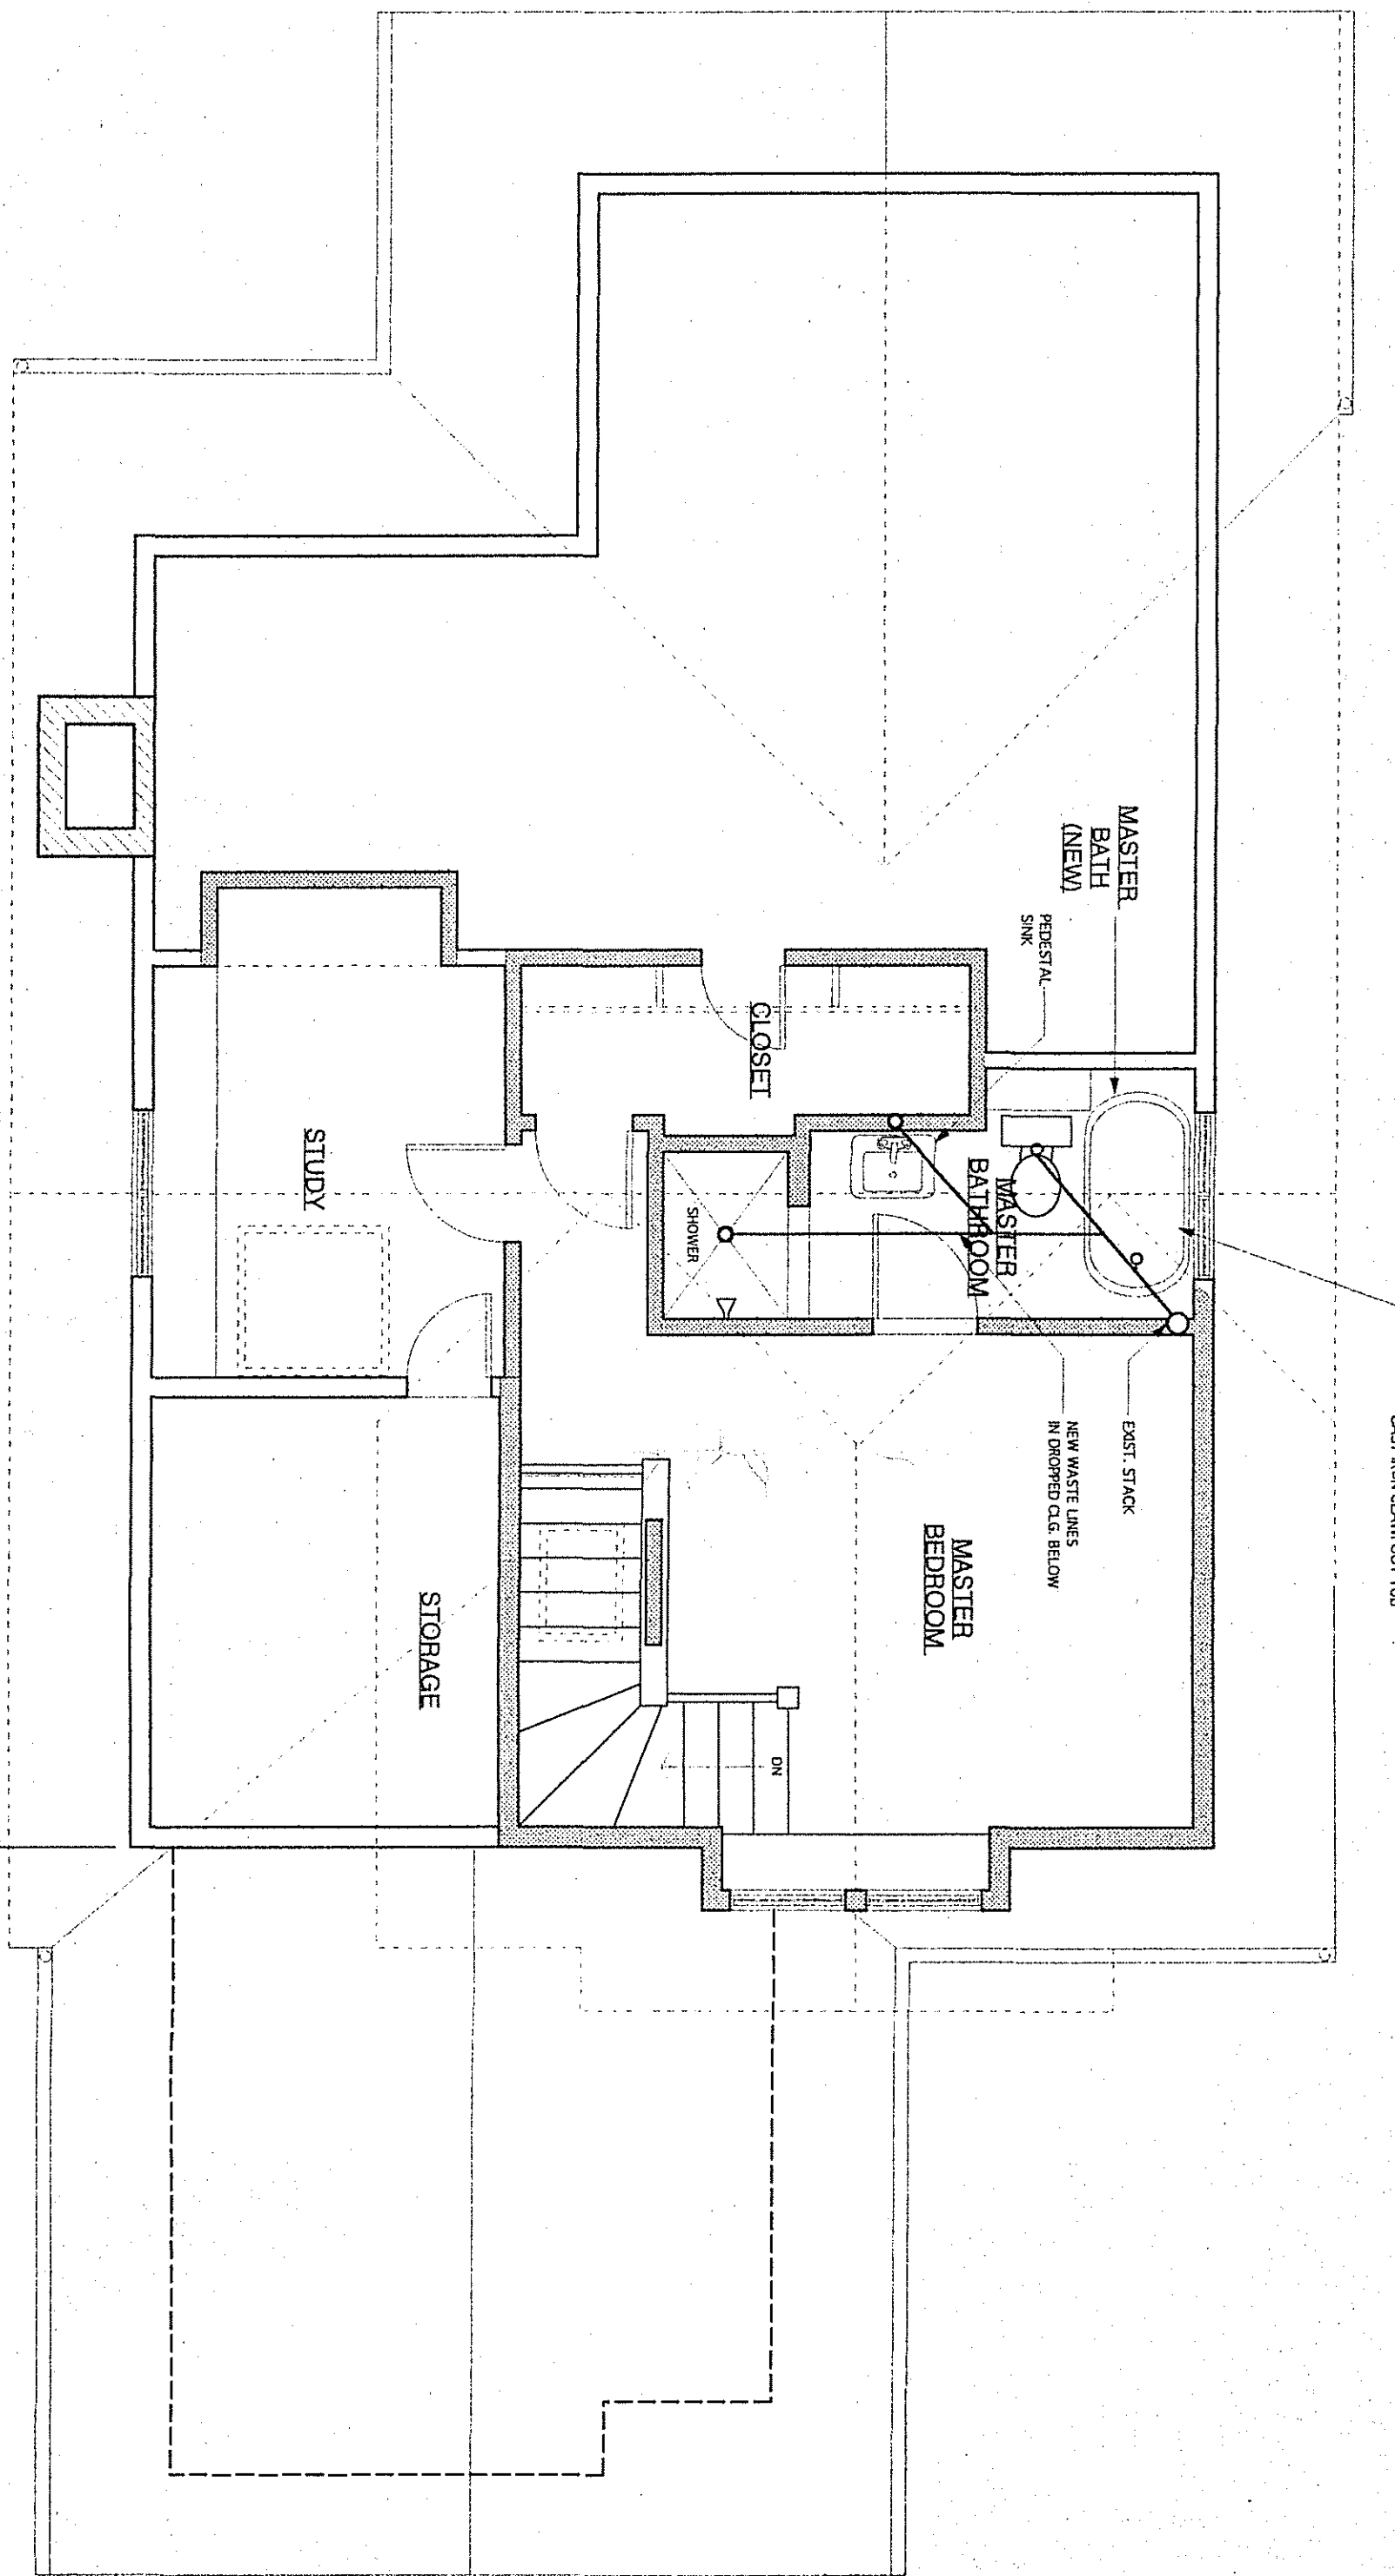 MASTER
BATH
(NEW)
PEDESTAL
SINK
CLOSET
STUDY
MASTER
BATHROOM
SHOWER
EXIST. STACK
NEW WASTE LINES
IN DROPPED CLG. BELOW
MASTER
BEDROOM
STORAGE
DN